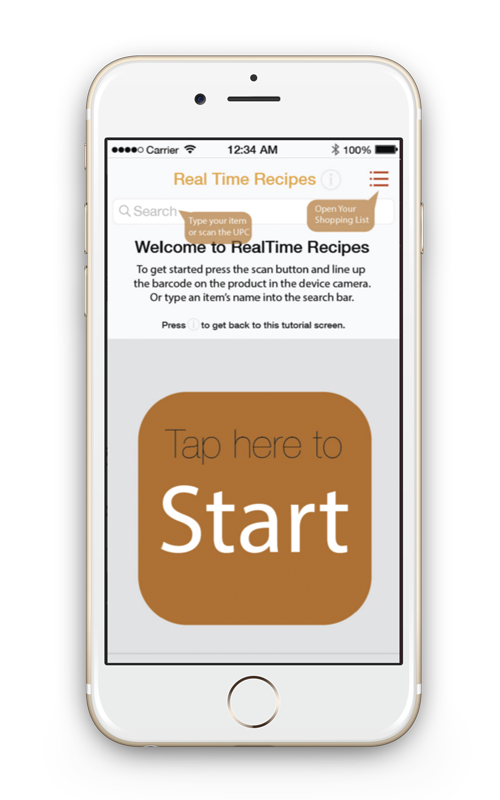 Carrier 12:34 AM 100%
Real Time Recipes i
Search
Type your item
or scan the UPC
Open Your
Shopping List
Welcome to RealTime Recipes
To get started press the scan button and line up
the barcode on the product in the device camera.
Or type an item's name into the search bar.
Press i to get back to this tutorial screen.
Tap here to
Start